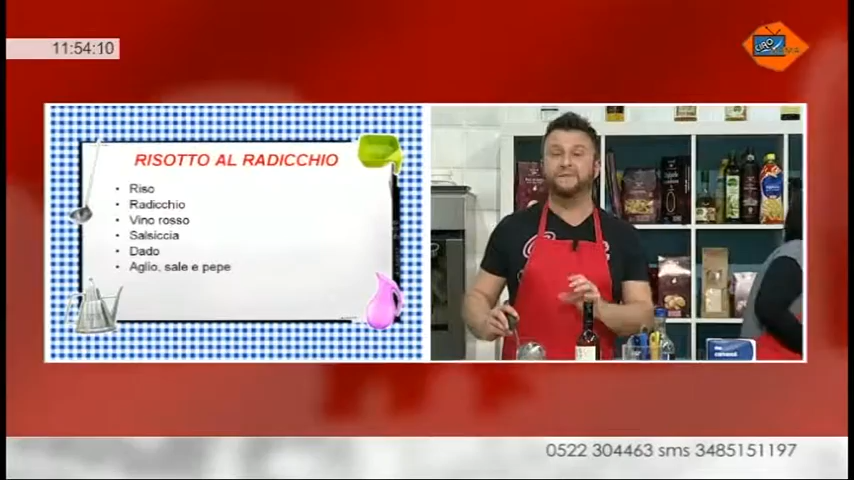 11:54:10
CIRO
RISOTTO AL RADICCHIO
• Riso
• Radicchio
• Vino rosso
• Salsiccia
• Dado
• Aglio, sale e pepe
0522 304463 sms 3485151197